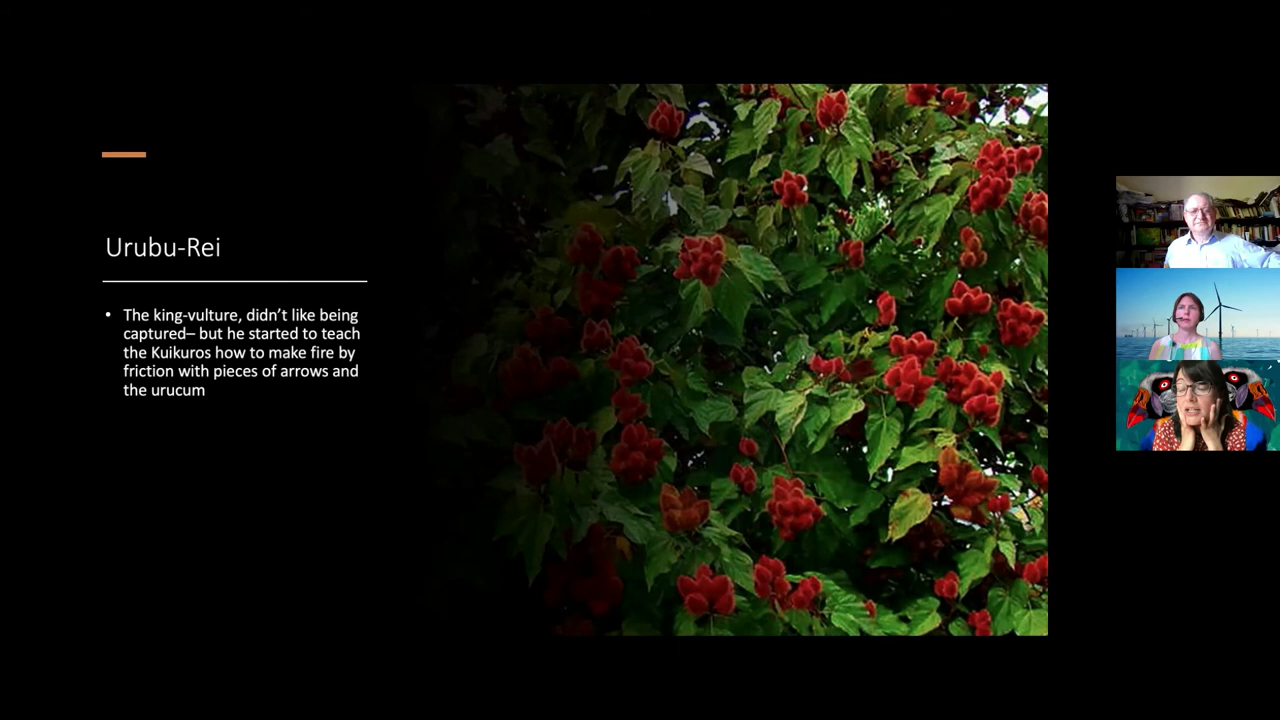 Urubu-Rei
• The king-vulture, didn’t like being
captured– but he started to teach
the Kuikuros how to make fire by
friction with pieces of arrows and
the urucum